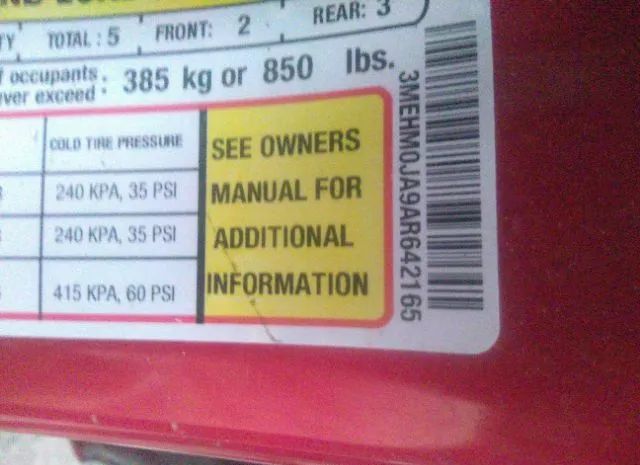 TOTAL : 5 FRONT: 2 REAR: 3
occupants : 385 kg or 850 lbs.
exceed :
COLD TIRE PRESSURE
240 KPA, 35 PSI
240 KPA, 35 PSI
415 KPA, 60 PSI
SEE OWNERS
MANUAL FOR
ADDITIONAL
INFORMATION
3MEHM0JA9AR642165